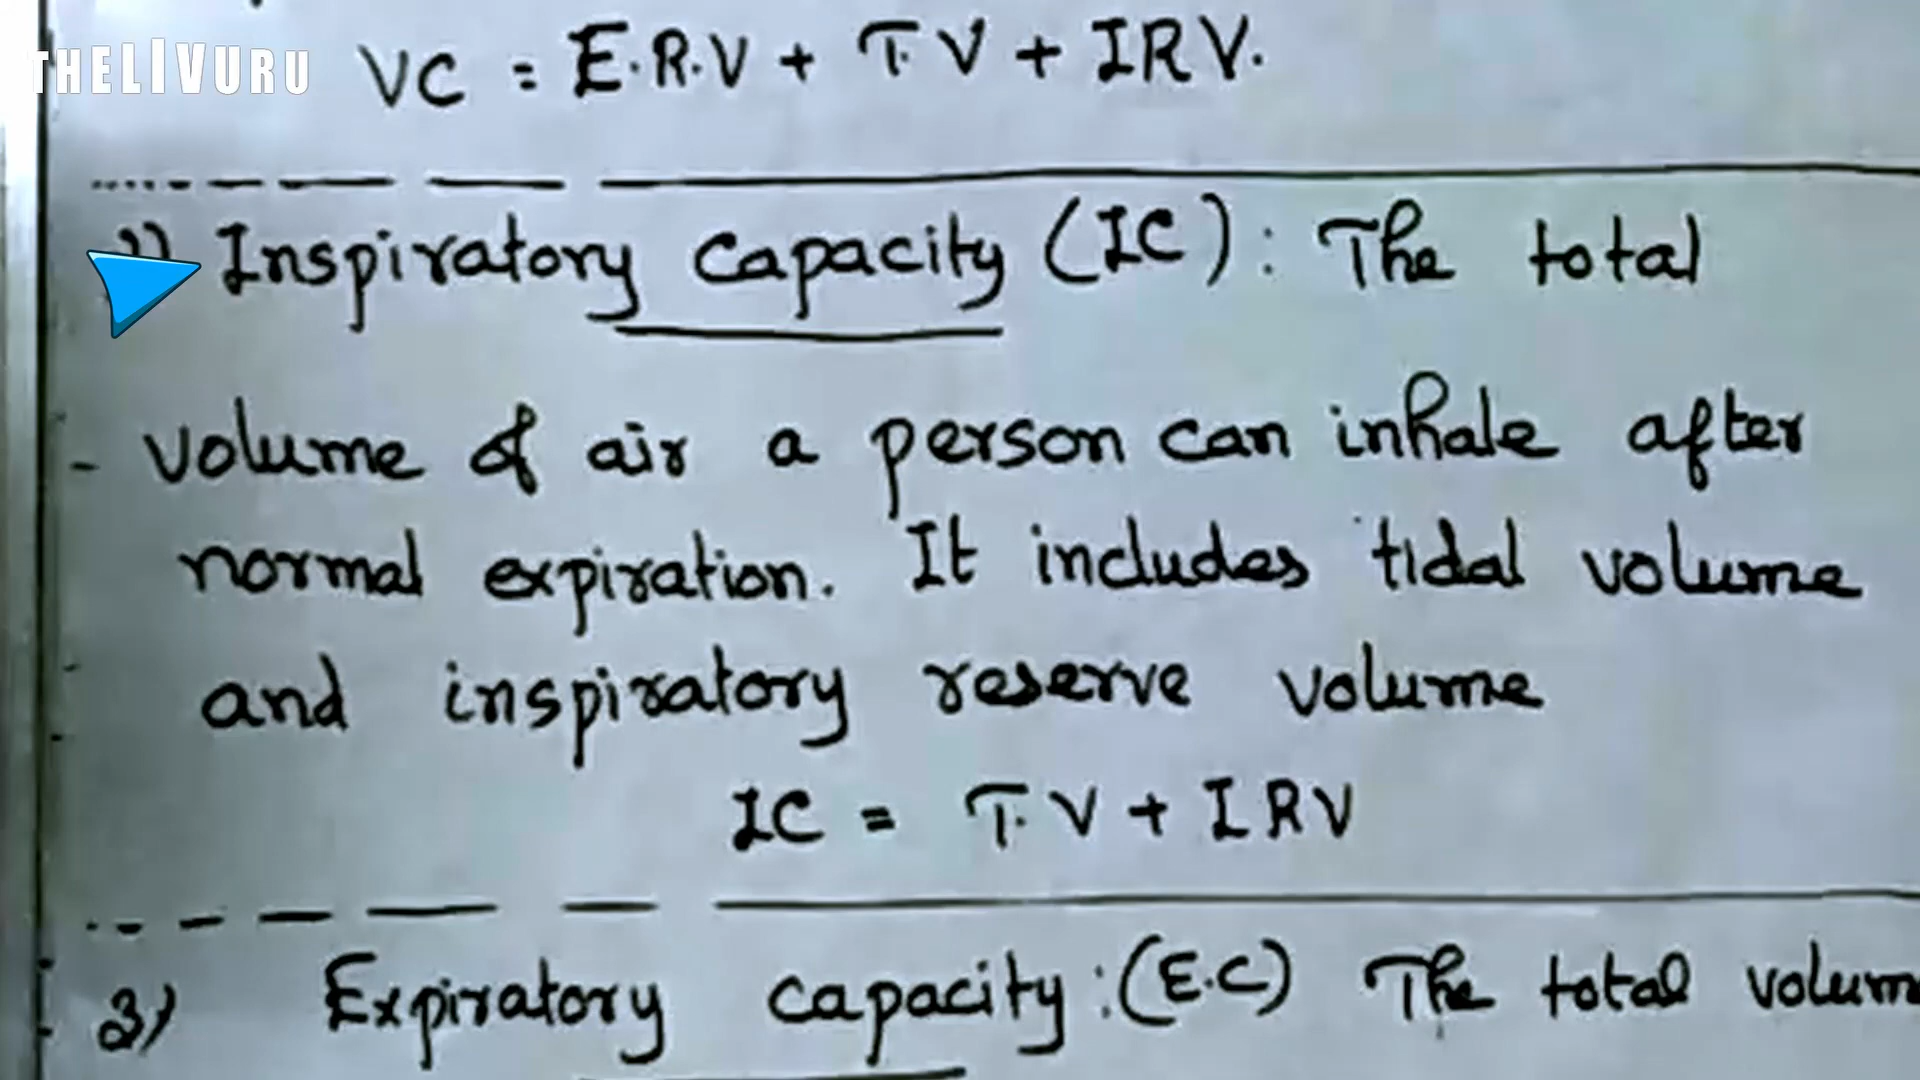 THELIVURU
VC = E.R.V + T.V + IRV.
Inspiratory capacity (IC): The total
volume of air a person can inhale after
normal expiration. It includes tidal volume
and inspiratory reserve volume
IC = T.V + IRV
3) Expiratory capacity: (E.C) The total volum